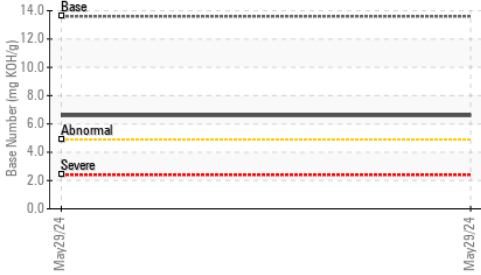 14.0
Base
12.0
10.0
8.0
6.0
Abnormal
4.0
Severe
2.0
0.0
Base Number (mg KOH/g)
May29/24
May29/24